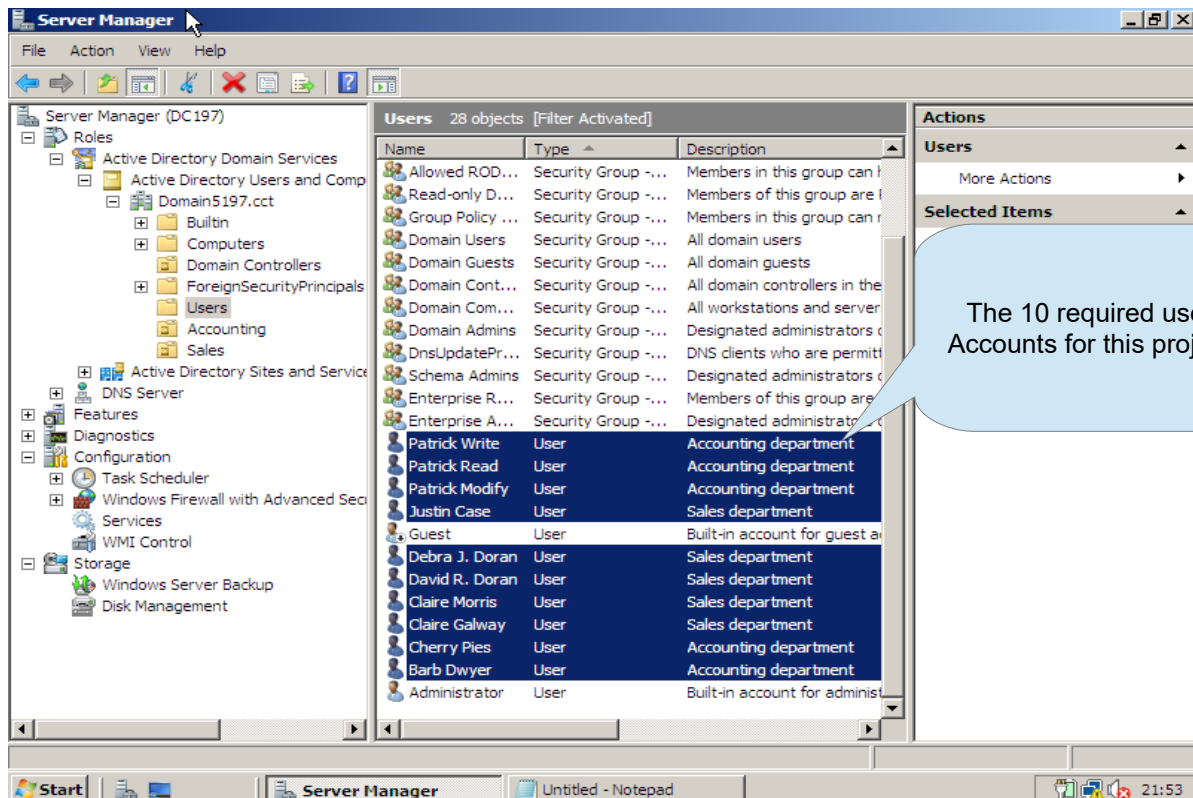 Server Manager
File Action View Help
Server Manager (DC197)
Roles
Active Directory Domain Services
Active Directory Users and Comp
Domain5197.cct
Builtin
Computers
Domain Controllers
ForeignSecurityPrincipals
Users
Accounting
Sales
Active Directory Sites and Service
DNS Server
Features
Diagnostics
Configuration
Task Scheduler
Windows Firewall with Advanced Secu
Services
WMI Control
Storage
Windows Server Backup
Disk Management
Users 28 objects [Filter Activated]
Name Type Description
Allowed ROD... Security Group -... Members in this group can h
Read-only D... Security Group -... Members of this group are
Group Policy ... Security Group -... Members in this group can
Domain Users Security Group -... All domain users
Domain Guests Security Group -... All domain guests
Domain Cont... Security Group -... All domain controllers in the
Domain Com... Security Group -... All workstations and server
Domain Admins Security Group -... Designated administrators
DnsUpdatePr... Security Group -... DNS clients who are permitt
Schema Admins Security Group -... Designated administrators
Enterprise R... Security Group -... Members of this group are
Enterprise A... Security Group -... Designated administrators
Patrick Write User Accounting department
Patrick Read User Accounting department
Patrick Modify User Accounting department
Justin Case User Sales department
Guest User Built-in account for guest a
Debra J. Doran User Sales department
David R. Doran User Sales department
Claire Morris User Sales department
Claire Galway User Sales department
Cherry Pies User Accounting department
Barb Dwyer User Accounting department
Administrator User Built-in account for administ
Actions
Users
More Actions
Selected Items
The 10 required use
Accounts for this proj
Start Server Manager Untitled - Notepad 21:53